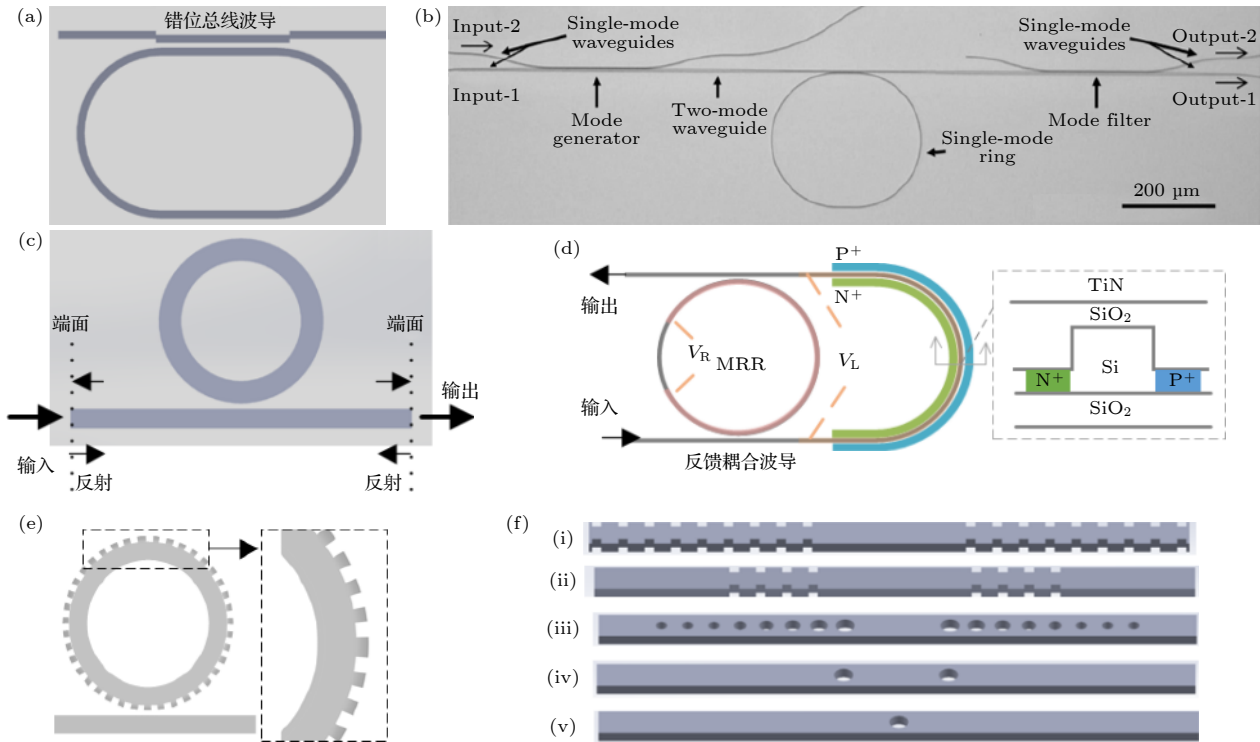 (a)
错位总线波导
(b)
Input-2
Single-mode
waveguides
Input-1
Mode
generator
Two-mode
waveguide
Single-mode
waveguides
Output-2
Output-1
Mode filter
Single-mode
ring
200 μm
(c)
端面
端面
输出
输入
反射
反射
(d)
P⁺
N⁺
输出
V_R
MRR
V_L
输入
反馈耦合波导
TiN
SiO₂
Si
N⁺
P⁺
SiO₂
(e)
(f)
(i)
(ii)
(iii)
(iv)
(v)